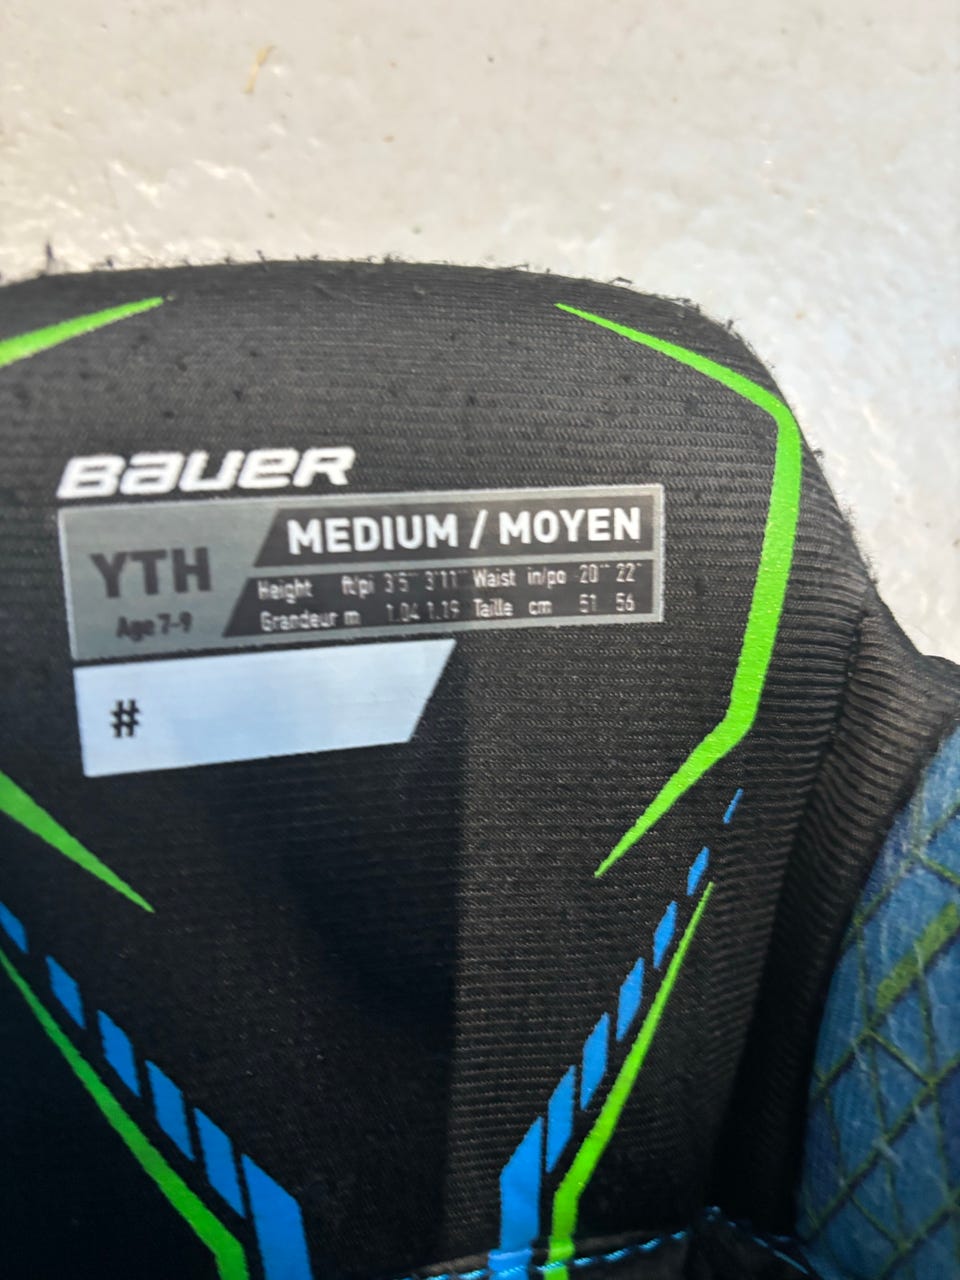 BAUER
YTH
Age 7-9
MEDIUM / MOYEN
Height ft/pi 3'5" 3'11" Waist in/po 20" 22"
Grandeur m 1.04 1.19 Taille cm 51 56
#